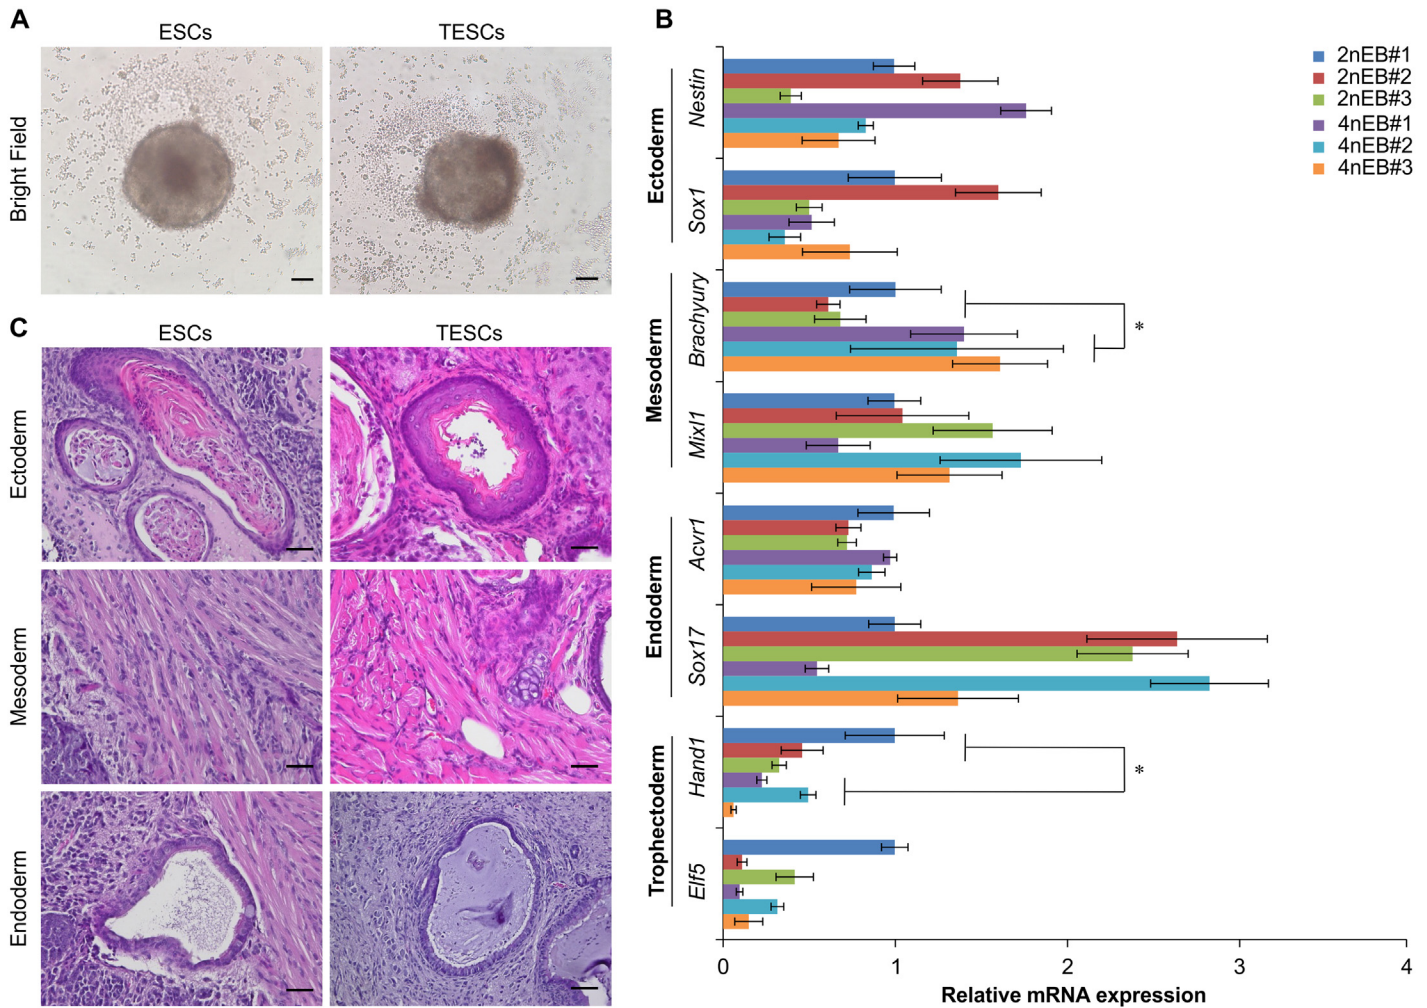 A
ESCs
TESCs
Bright Field
C
ESCs
TESCs
Ectoderm
Mesoderm
Endoderm
B
2nEB#1
2nEB#2
2nEB#3
4nEB#1
4nEB#2
4nEB#3
Ectoderm
Nestin
Sox1
Mesoderm
Brachyury
*
Mixl1
Endoderm
Acvr1
Sox17
Trophectoderm
Hand1
*
Elf5
0
1
2
3
4
Relative mRNA expression